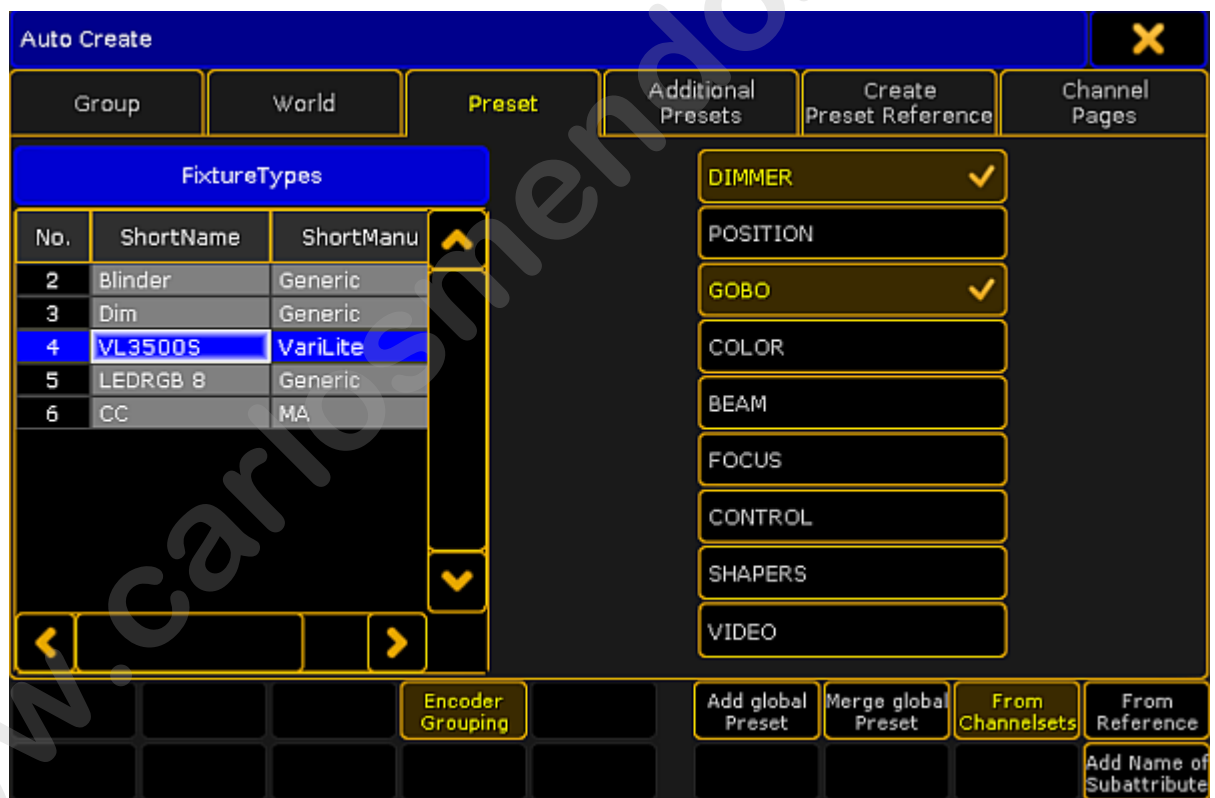 Auto Create
Group World Preset Additional Presets Create Preset Reference Channel Pages
FixtureTypes
No. ShortName ShortManu
2 Blinder Generic
3 Dim Generic
4 VL3500S VariLite
5 LEDRGB 8 Generic
6 CC MA
DIMMER
POSITION
GOBO
COLOR
BEAM
FOCUS
CONTROL
SHAPERS
VIDEO
Encoder Grouping
Add global Preset
Merge global Preset
From Channelsets
From Reference
Add Name of Subattribute
www.carlosmendo